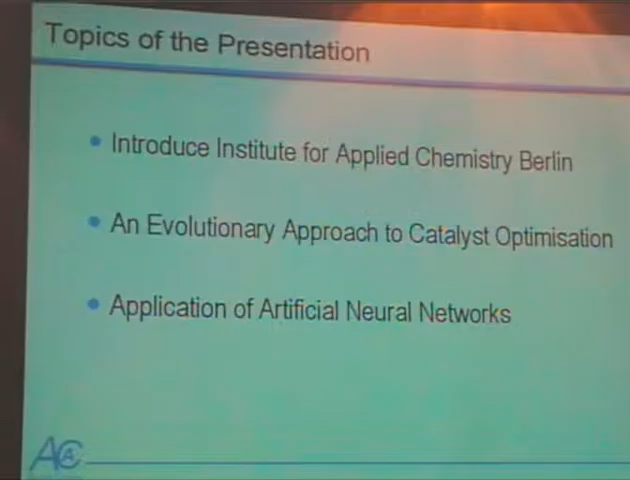 Topics of the Presentation
Introduce Institute for Applied Chemistry Berlin
An Evolutionary Approach to Catalyst Optimisation
Application of Artificial Neural Networks